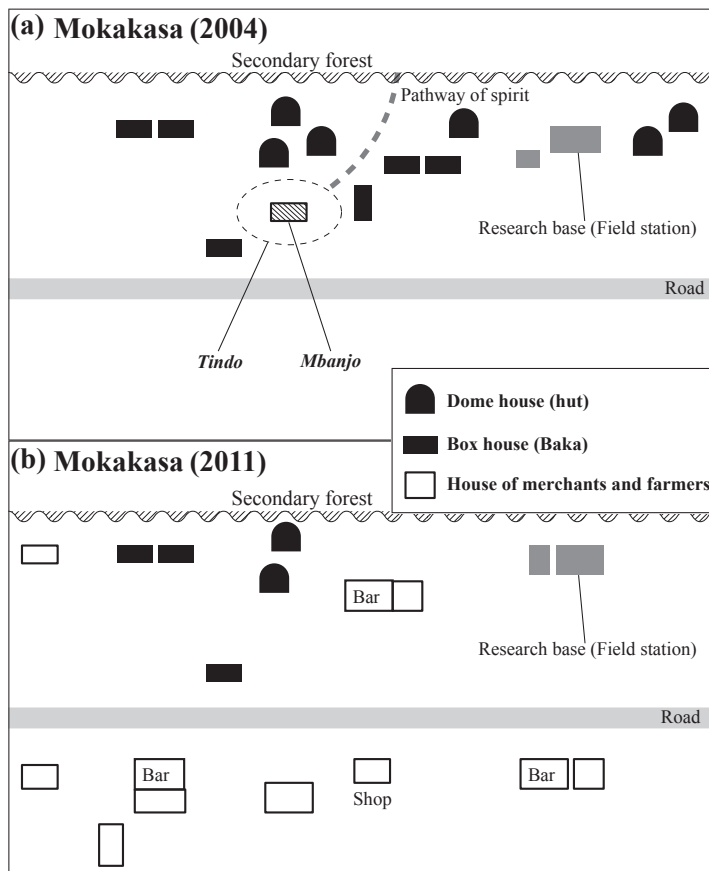 (a) Mokakasa (2004)
Secondary forest
Pathway of spirit
Research base (Field station)
Road
Tindo
Mbanjo
Dome house (hut)
Box house (Baka)
House of merchants and farmers
(b) Mokakasa (2011)
Secondary forest
Bar
Research base (Field station)
Road
Bar
Shop
Bar